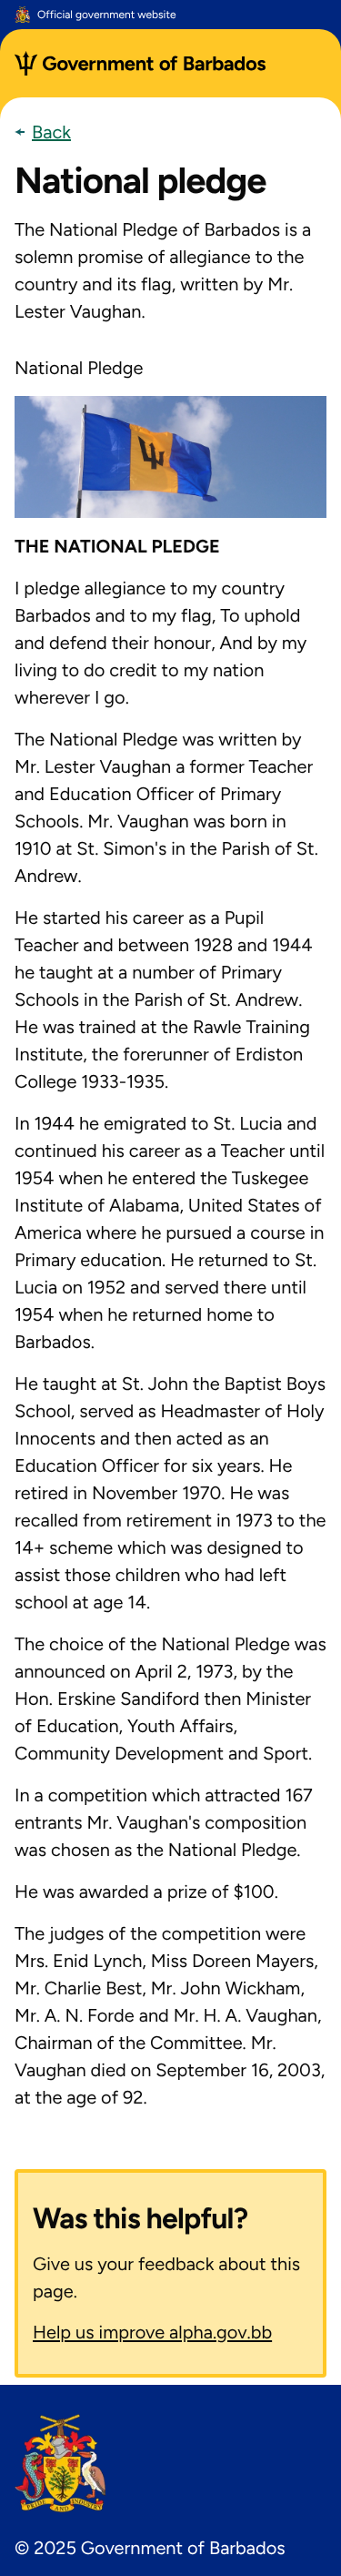 Official government website
Government of Barbados
Back
National pledge
The National Pledge of Barbados is a
solemn promise of allegiance to the
country and its flag, written by Mr.
Lester Vaughan.
National Pledge
THE NATIONAL PLEDGE
I pledge allegiance to my country
Barbados and to my flag, To uphold
and defend their honour, And by my
living to do credit to my nation
wherever I go.
The National Pledge was written by
Mr. Lester Vaughan a former Teacher
and Education Officer of Primary
Schools. Mr. Vaughan was born in
1910 at St. Simon's in the Parish of St.
Andrew.
He started his career as a Pupil
Teacher and between 1928 and 1944
he taught at a number of Primary
Schools in the Parish of St. Andrew.
He was trained at the Rawle Training
Institute, the forerunner of Erdiston
College 1933-1935.
In 1944 he emigrated to St. Lucia and
continued his career as a Teacher until
1954 when he entered the Tuskegee
Institute of Alabama, United States of
America where he pursued a course in
Primary education. He returned to St.
Lucia on 1952 and served there until
1954 when he returned home to
Barbados.
He taught at St. John the Baptist Boys
School, served as Headmaster of Holy
Innocents and then acted as an
Education Officer for six years. He
retired in November 1970. He was
recalled from retirement in 1973 to the
14+ scheme which was designed to
assist those children who had left
school at age 14.
The choice of the National Pledge was
announced on April 2, 1973, by the
Hon. Erskine Sandiford then Minister
of Education, Youth Affairs,
Community Development and Sport.
In a competition which attracted 167
entrants Mr. Vaughan's composition
was chosen as the National Pledge.
He was awarded a prize of $100.
The judges of the competition were
Mrs. Enid Lynch, Miss Doreen Mayers,
Mr. Charlie Best, Mr. John Wickham,
Mr. A. N. Forde and Mr. H. A. Vaughan,
Chairman of the Committee. Mr.
Vaughan died on September 16, 2003,
at the age of 92.
Was this helpful?
Give us your feedback about this
page.
Help us improve alpha.gov.bb
PRIDE AND INDUSTRY
© 2025 Government of Barbados